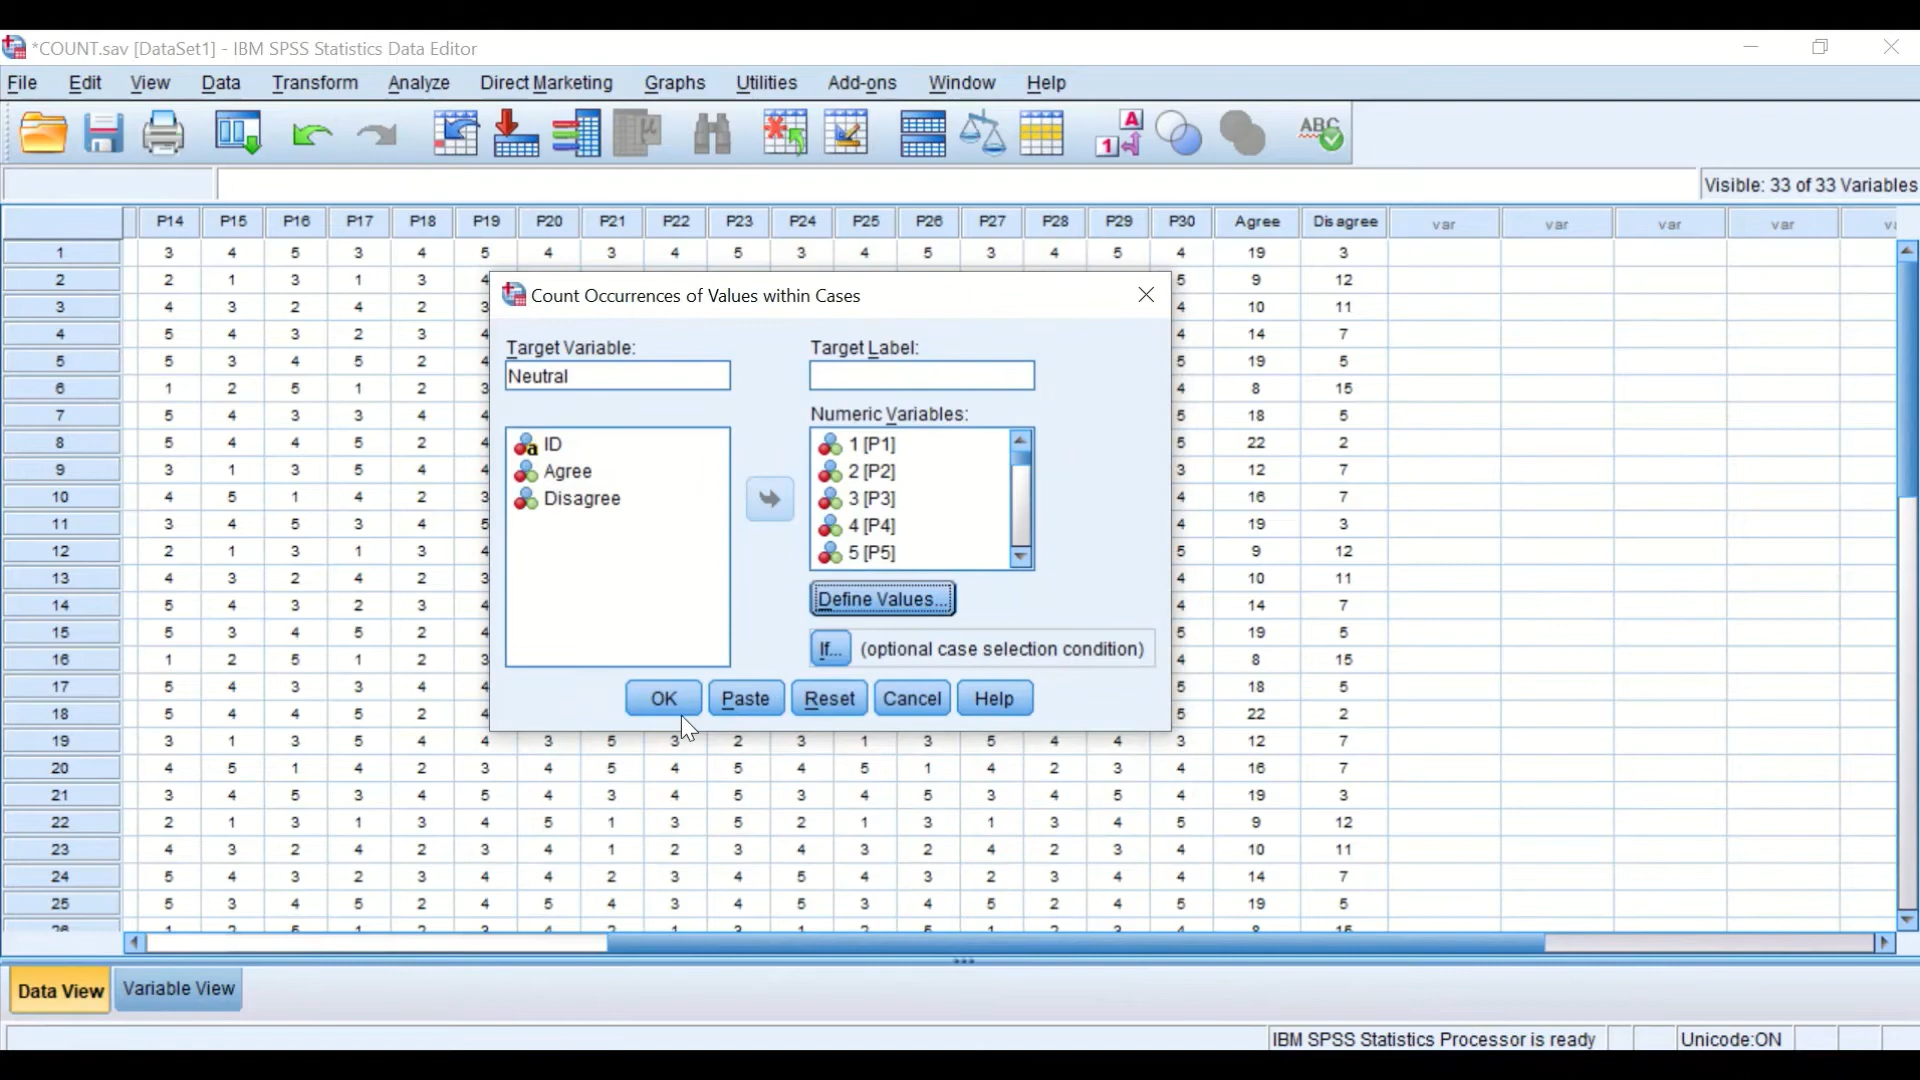 *COUNT.sav [DataSet1] - IBM SPSS Statistics Data Editor
File Edit View Data Transform Analyze Direct Marketing Graphs Utilities Add-ons Window Help
Visible: 33 of 33 Variables
P14 P15 P16 P17 P18 P19 P20 P21 P22 P23 P24 P25 P26 P27 P28 P29 P30 Agree Disagree var var var var
1 3 4 5 3 4 5 4 3 4 5 3 4 5 3 4 5 4 19 3
2 2 1 3 1 3 4 5 9 12
3 4 3 2 4 2 3 4 10 11
4 5 4 3 2 3 4 4 14 7
5 5 3 4 5 2 4 5 19 5
6 1 2 5 1 2 3 4 8 15
7 5 4 3 3 4 4 5 18 5
8 5 4 4 5 2 4 5 22 2
9 3 1 3 5 4 4 3 12 7
10 4 5 1 4 2 3 4 16 7
11 3 4 5 3 4 5 4 19 3
12 2 1 3 1 3 4 5 9 12
13 4 3 2 4 2 3 4 10 11
14 5 4 3 2 3 4 4 14 7
15 5 3 4 5 2 4 5 19 5
16 1 2 5 1 2 3 4 8 15
17 5 4 3 3 4 4 5 18 5
18 5 4 4 5 2 4 5 22 2
19 3 1 3 5 4 4 3 5 3 2 3 1 3 5 4 4 3 12 7
20 4 5 1 4 2 3 4 5 4 5 4 5 1 4 2 3 4 16 7
21 3 4 5 3 4 5 4 3 4 5 3 4 5 3 4 5 4 19 3
22 2 1 3 1 3 4 5 1 3 5 2 1 3 1 3 4 5 9 12
23 4 3 2 4 2 3 4 1 2 3 4 3 2 4 2 3 4 10 11
24 5 4 3 2 3 4 4 2 3 4 5 4 3 2 3 4 4 14 7
25 5 3 4 5 2 4 5 4 3 4 5 3 4 5 2 4 5 19 5
Count Occurrences of Values within Cases
Target Variable: Target Label:
Neutral
Numeric Variables:
ID
Agree
Disagree
1 [P1]
2 [P2]
3 [P3]
4 [P4]
5 [P5]
Define Values...
If... (optional case selection condition)
OK Paste Reset Cancel Help
Data View Variable View
IBM SPSS Statistics Processor is ready Unicode:ON